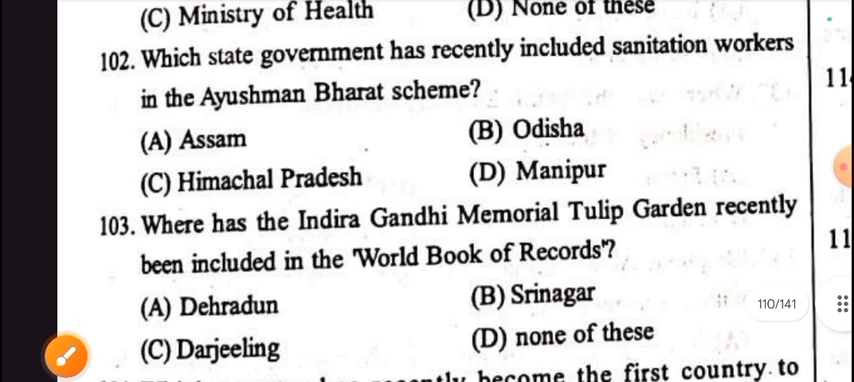 (C) Ministry of Health (D) None of these
102. Which state government has recently included sanitation workers
in the Ayushman Bharat scheme?
11
(A) Assam (B) Odisha
(C) Himachal Pradesh (D) Manipur
103. Where has the Indira Gandhi Memorial Tulip Garden recently
been included in the 'World Book of Records'?
11
(A) Dehradun (B) Srinagar
110/141
(C) Darjeeling (D) none of these
become the first country to